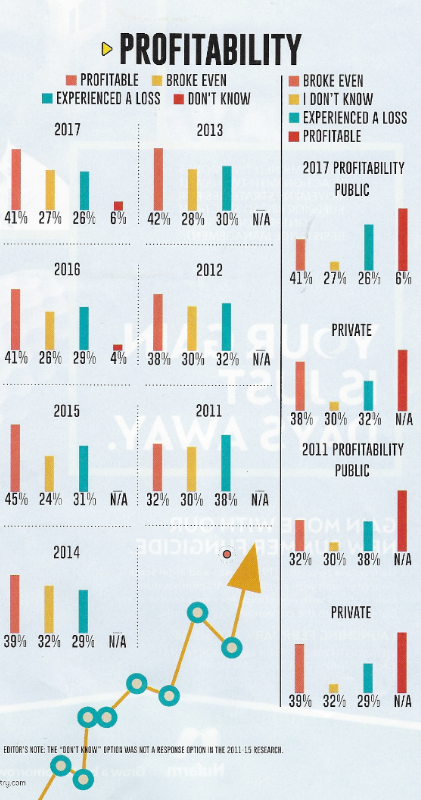 PROFITABILITY
PROFITABLE BROKE EVEN
EXPERIENCED A LOSS DON'T KNOW
2017
41% 27% 26% 6%
2013
42% 28% 30% N/A
2016
41% 26% 29% 4%
2012
38% 30% 32% N/A
2015
45% 24% 31% N/A
2011
32% 30% 38% N/A
2014
39% 32% 29% N/A
BROKE EVEN
I DON'T KNOW
EXPERIENCED A LOSS
PROFITABLE
2017 PROFITABILITY
PUBLIC
41% 27% 26% 6%
PRIVATE
38% 30% 32% N/A
2011 PROFITABILITY
PUBLIC
32% 30% 38% N/A
PRIVATE
39% 32% 29% N/A
EDITOR'S NOTE: THE "DON'T KNOW" OPTION WAS NOT A RESPONSE OPTION IN THE 2011-15 RESEARCH.
try.com